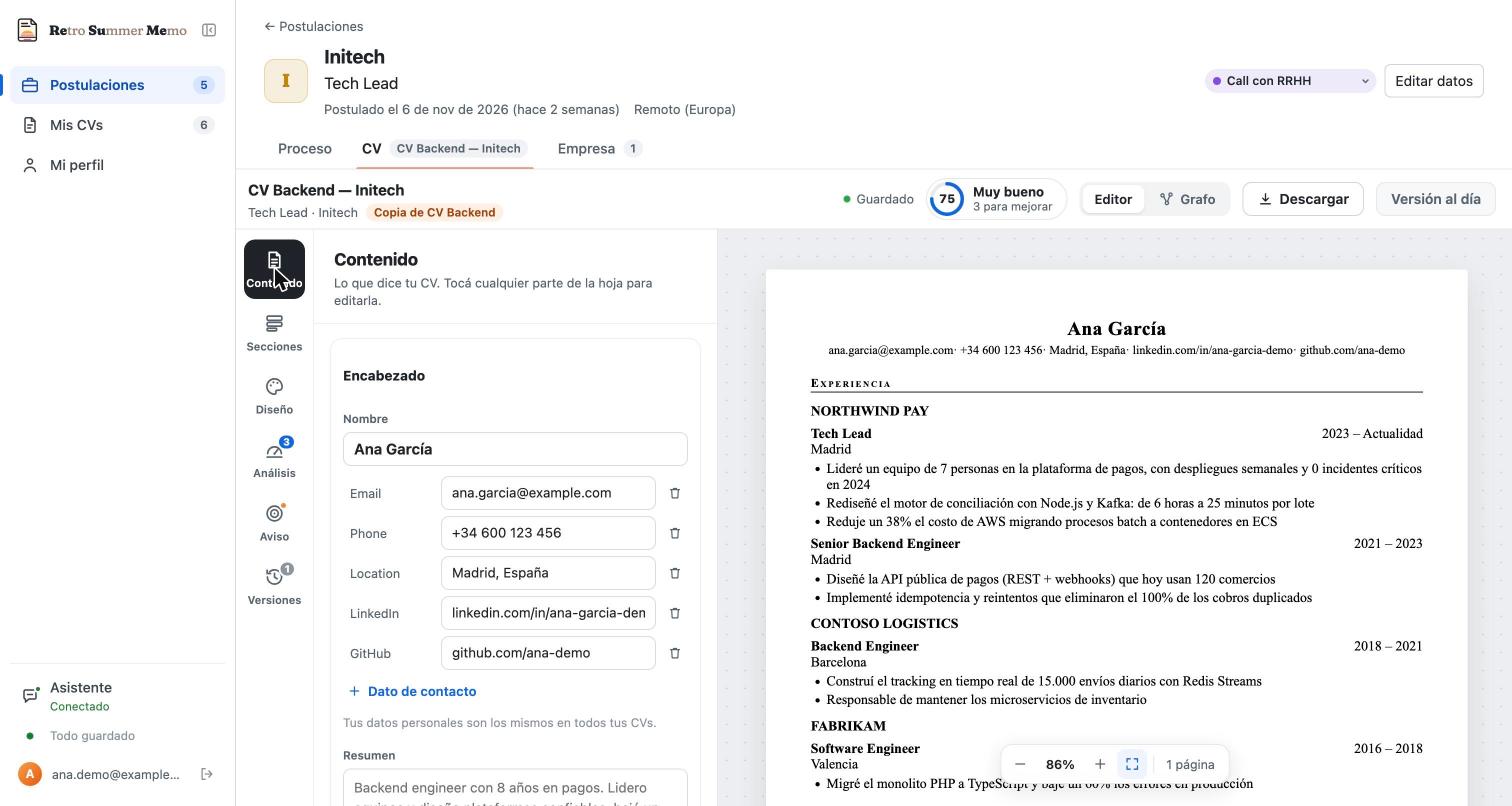 Retro Summer Memo
Postulaciones 5
Mis CVs 6
Mi perfil
Asistente
Conectado
Todo guardado
A ana.demo@example...
← Postulaciones
I
Initech
Tech Lead
Postulado el 6 de nov de 2026 (hace 2 semanas) Remoto (Europa)
Call con RRHH
Editar datos
Proceso CV CV Backend — Initech Empresa 1
CV Backend — Initech
Tech Lead · Initech Copia de CV Backend
Guardado
75 Muy bueno
3 para mejorar
Editor Grafo
Descargar
Versión al día
Contenido
Secciones
Diseño
3
Análisis
Aviso
1
Versiones
Contenido
Lo que dice tu CV. Tocá cualquier parte de la hoja para
editarla.
Encabezado
Nombre
Ana García
Email ana.garcia@example.com
Phone +34 600 123 456
Location Madrid, España
LinkedIn linkedin.com/in/ana-garcia-den
GitHub github.com/ana-demo
+ Dato de contacto
Tus datos personales son los mismos en todos tus CVs.
Resumen
Backend engineer con 8 años en pagos. Lidero
Ana García
ana.garcia@example.com· +34 600 123 456· Madrid, España· linkedin.com/in/ana-garcia-demo· github.com/ana-demo
Experiencia
NORTHWIND PAY
Tech Lead 2023 – Actualidad
Madrid
• Lideré un equipo de 7 personas en la plataforma de pagos, con despliegues semanales y 0 incidentes críticos
en 2024
• Rediseñé el motor de conciliación con Node.js y Kafka: de 6 horas a 25 minutos por lote
• Reduje un 38% el costo de AWS migrando procesos batch a contenedores en ECS
Senior Backend Engineer 2021 – 2023
Madrid
• Diseñé la API pública de pagos (REST + webhooks) que hoy usan 120 comercios
• Implementé idempotencia y reintentos que eliminaron el 100% de los cobros duplicados
CONTOSO LOGISTICS
Backend Engineer 2018 – 2021
Barcelona
• Construí el tracking en tiempo real de 15.000 envíos diarios con Redis Streams
• Responsable de mantener los microservicios de inventario
FABRIKAM
Software Engineer 2016 – 2018
Valencia
• Migré el monolito PHP a TypeScript y bajé un 60% los errores de producción
− 86% + 1 página